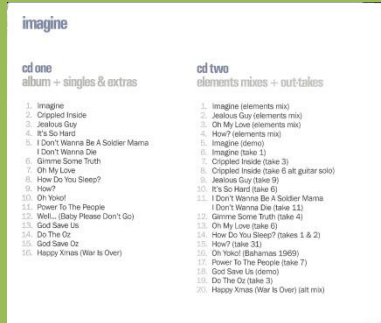 imagine
cd one
album + singles & extras
1. Imagine
2. Crippled Inside
3. Jealous Guy
4. It's So Hard
5. I Don't Wanna Be A Soldier Mama
I Don't Wanna Die
6. Gimme Some Truth
7. Oh My Love
8. How Do You Sleep?
9. How?
10. Oh Yoko!
11. Power To The People
12. Well... (Baby Please Don't Go)
13. God Save Us
14. Do The Oz
15. God Save Oz
16. Happy Xmas (War Is Over)
cd two
elements mixes + out-takes
1. Imagine (elements mix)
2. Jealous Guy (elements mix)
3. Oh My Love (elements mix)
4. How? (elements mix)
5. Imagine (demo)
6. Imagine (take 1)
7. Crippled Inside (take 3)
8. Crippled Inside (take 6 alt guitar solo)
9. Jealous Guy (take 9)
10. It's So Hard (take 6)
11. I Don't Wanna Be A Soldier Mama
I Don't Wanna Die (take 11)
12. Gimme Some Truth (take 4)
13. Oh My Love (take 6)
14. How Do You Sleep? (takes 1 & 2)
15. How? (take 31)
16. Oh Yoko! (Bahamas 1969)
17. Power To The People (take 7)
18. God Save Us (demo)
19. Do The Oz (take 3)
20. Happy Xmas (War Is Over) (alt mix)